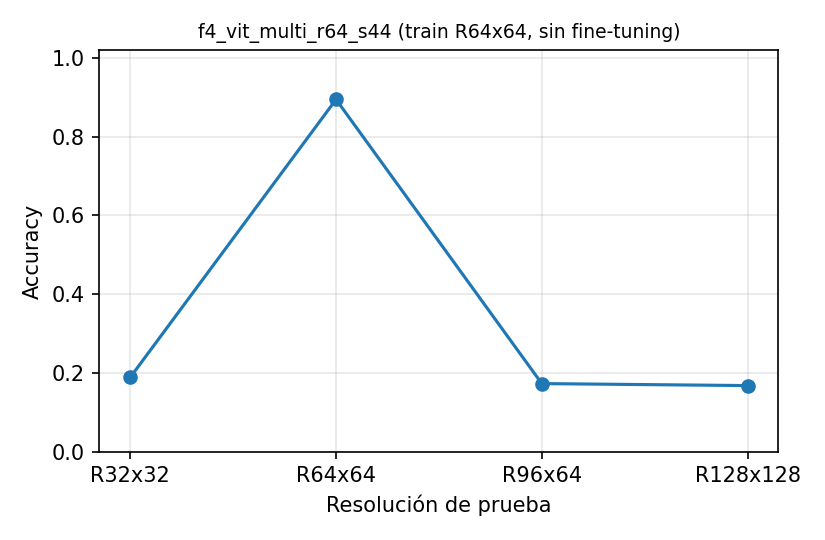 f4_vit_multi_r64_s44 (train R64x64, sin fine-tuning)
1.0
0.8
0.6
0.4
0.2
0.0
Accuracy
R32x32 R64x64 R96x64 R128x128
Resolución de prueba